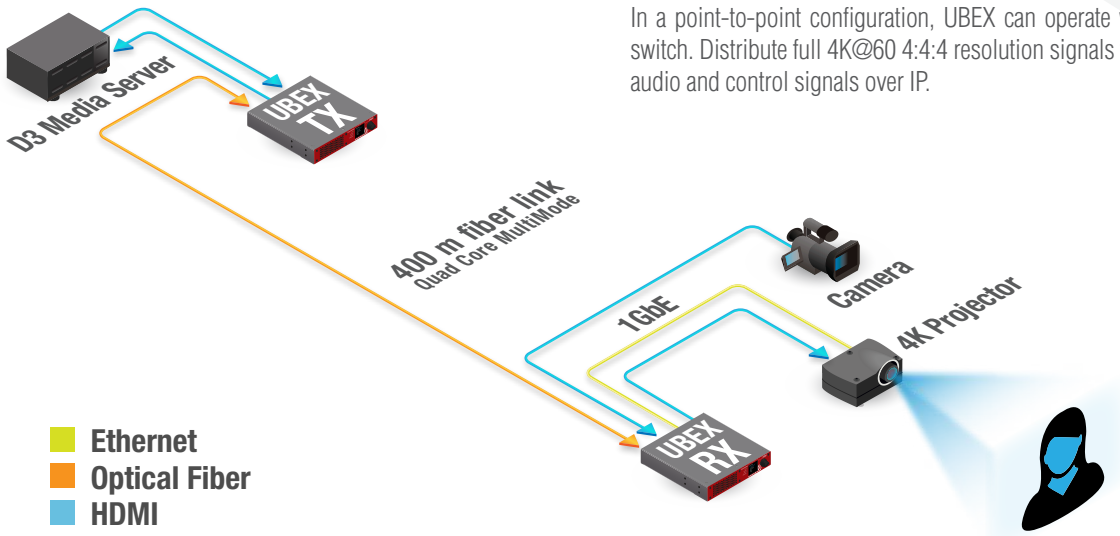 In a point-to-point configuration, UBEX can operate
switch. Distribute full 4K@60 4:4:4 resolution signals
audio and control signals over IP.
D3 Media Server
UBEX
TX
400 m fiber link
Quad Core MultiMode
Camera
1GbE
4K Projector
UBEX
RX
Ethernet
Optical Fiber
HDMI